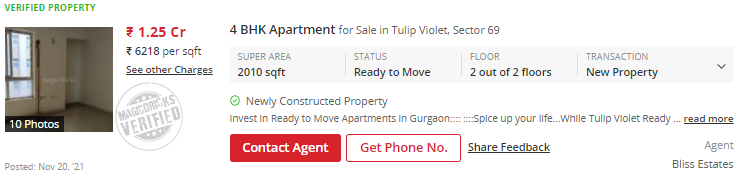 VERIFIED PROPERTY
₹ 1.25 Cr
₹ 6218 per sqft
See other Charges
10 Photos
MAGICBRICKS
VERIFIED
Posted: Nov 20, '21
4 BHK Apartment for Sale in Tulip Violet, Sector 69
SUPER AREA
2010 sqft
STATUS
Ready to Move
FLOOR
2 out of 2 floors
TRANSACTION
New Property
Newly Constructed Property
Invest in Ready to Move Apartments In Gurgaon:::: ::::Spice up your life...While Tulip Violet Ready ... read more
Contact Agent
Get Phone No.
Share Feedback
Agent
Bliss Estates